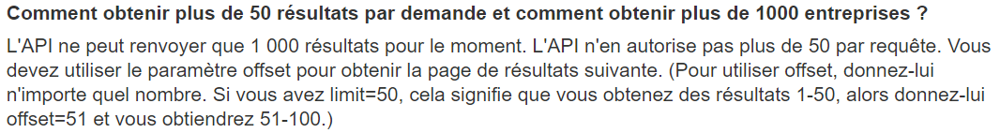 Comment obtenir plus de 50 résultats par demande et comment obtenir plus de 1000 entreprises ?
L'API ne peut renvoyer que 1 000 résultats pour le moment. L'API n'en autorise pas plus de 50 par requête. Vous
devez utiliser le paramètre offset pour obtenir la page de résultats suivante. (Pour utiliser offset, donnez-lui
n'importe quel nombre. Si vous avez limit=50, cela signifie que vous obtenez des résultats 1-50, alors donnez-lui
offset=51 et vous obtiendrez 51-100.)